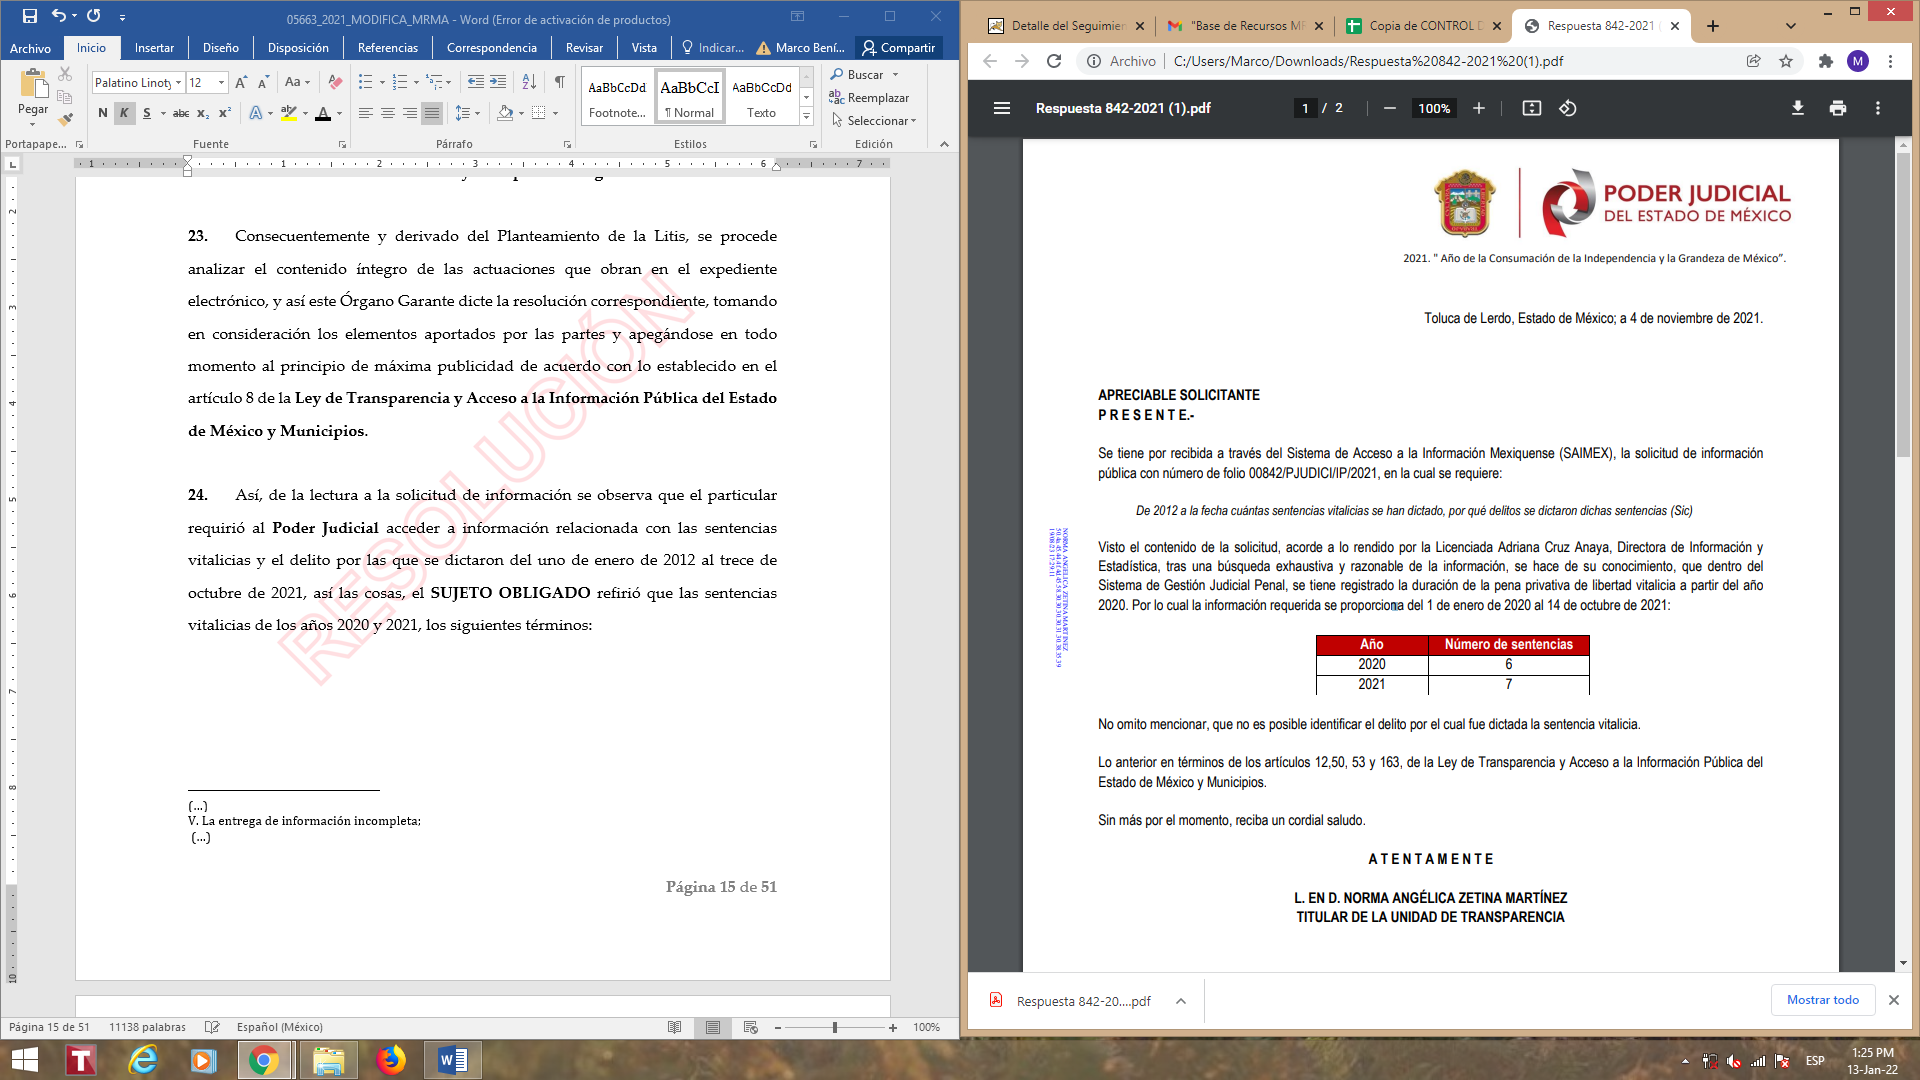 05663_2021_MODIFICA_MRMA - Word (Error de activación de productos)
Archivo Inicio Insertar Diseño Disposición Referencias Correspondencia Revisar Vista Indicar... Marco Bení... Compartir
Pegar
Palatino Linoty 12
N K S abc x₂ x²
AaBbCcDd AaBbCcI AaBbCcDd
Footnote... ¶ Normal Texto
Buscar
Reemplazar
Seleccionar
Portapape... Fuente Párrafo Estilos Edición
23. Consecuentemente y derivado del Planteamiento de la Litis, se procede
analizar el contenido íntegro de las actuaciones que obran en el expediente
electrónico, y así este Órgano Garante dicte la resolución correspondiente, tomando
en consideración los elementos aportados por las partes y apegándose en todo
momento al principio de máxima publicidad de acuerdo con lo establecido en el
artículo 8 de la Ley de Transparencia y Acceso a la Información Pública del Estado
de México y Municipios.
24. Así, de la lectura a la solicitud de información se observa que el particular
requirió al Poder Judicial acceder a información relacionada con las sentencias
vitalicias y el delito por las que se dictaron del uno de enero de 2012 al trece de
octubre de 2021, así las cosas, el SUJETO OBLIGADO refirió que las sentencias
vitalicias de los años 2020 y 2021, los siguientes términos:
RESOLUCIÓN
(...)
V. La entrega de información incompleta;
(...)
Página 15 de 51
Página 15 de 51 11138 palabras Español (México) 100%
Detalle del Seguimien "Base de Recursos MR Copia de CONTROL D Respuesta 842-2021 (
Archivo C:/Users/Marco/Downloads/Respuesta%20842-2021%20(1).pdf M
Respuesta 842-2021 (1).pdf 1 / 2 100%
PODER JUDICIAL
DEL ESTADO DE MÉXICO
2021. " Año de la Consumación de la Independencia y la Grandeza de México".
Toluca de Lerdo, Estado de México; a 4 de noviembre de 2021.
APRECIABLE SOLICITANTE
P R E S E N T E.-
Se tiene por recibida a través del Sistema de Acceso a la Información Mexiquense (SAIMEX), la solicitud de información
pública con número de folio 00842/PJUDICI/IP/2021, en la cual se requiere:
De 2012 a la fecha cuántas sentencias vitalicias se han dictado, por qué delitos se dictaron dichas sentencias (Sic)
Visto el contenido de la solicitud, acorde a lo rendido por la Licenciada Adriana Cruz Anaya, Directora de Información y
Estadística, tras una búsqueda exhaustiva y razonable de la información, se hace de su conocimiento, que dentro del
Sistema de Gestión Judicial Penal, se tiene registrado la duración de la pena privativa de libertad vitalicia a partir del año
2020. Por lo cual la información requerida se proporciona del 1 de enero de 2020 al 14 de octubre de 2021:
Año Número de sentencias
2020 6
2021 7
No omito mencionar, que no es posible identificar el delito por el cual fue dictada la sentencia vitalicia.
Lo anterior en términos de los artículos 12,50, 53 y 163, de la Ley de Transparencia y Acceso a la Información Pública del
Estado de México y Municipios.
Sin más por el momento, reciba un cordial saludo.
A T E N T A M E N T E
L. EN D. NORMA ANGÉLICA ZETINA MARTÍNEZ
TITULAR DE LA UNIDAD DE TRANSPARENCIA
NORMA ANGELICA ZETINA MARTINEZ
Respuesta 842-20....pdf Mostrar todo
ESP 1:25 PM
13-Jan-22